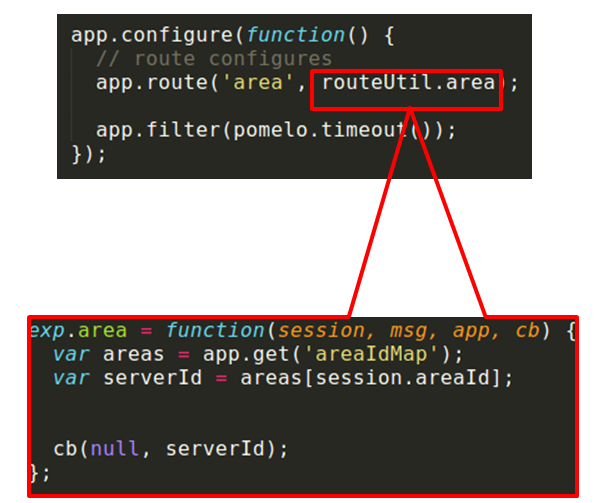 app.configure(function() {
// route configures
app.route('area', routeUtil.area);
app.filter(pomelo.timeout());
});
exp.area = function(session, msg, app, cb) {
var areas = app.get('areaIdMap');
var serverId = areas[session.areaId];
cb(null, serverId);
};